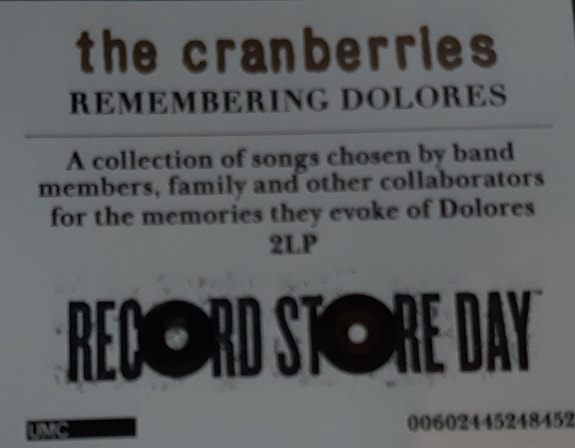 the cranberries
REMEMBERING DOLORES
A collection of songs chosen by band
members, family and other collaborators
for the memories they evoke of Dolores
2LP
RECORD STORE DAY™
UMC
00602445248452